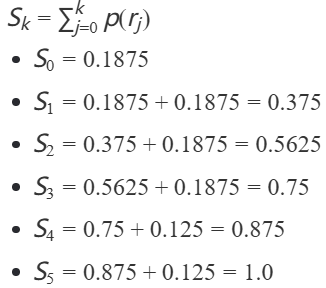 Sₖ = ∑ᵏⱼ₌₀ p(rⱼ)
• S₀ = 0.1875
• S₁ = 0.1875 + 0.1875 = 0.375
• S₂ = 0.375 + 0.1875 = 0.5625
• S₃ = 0.5625 + 0.1875 = 0.75
• S₄ = 0.75 + 0.125 = 0.875
• S₅ = 0.875 + 0.125 = 1.0